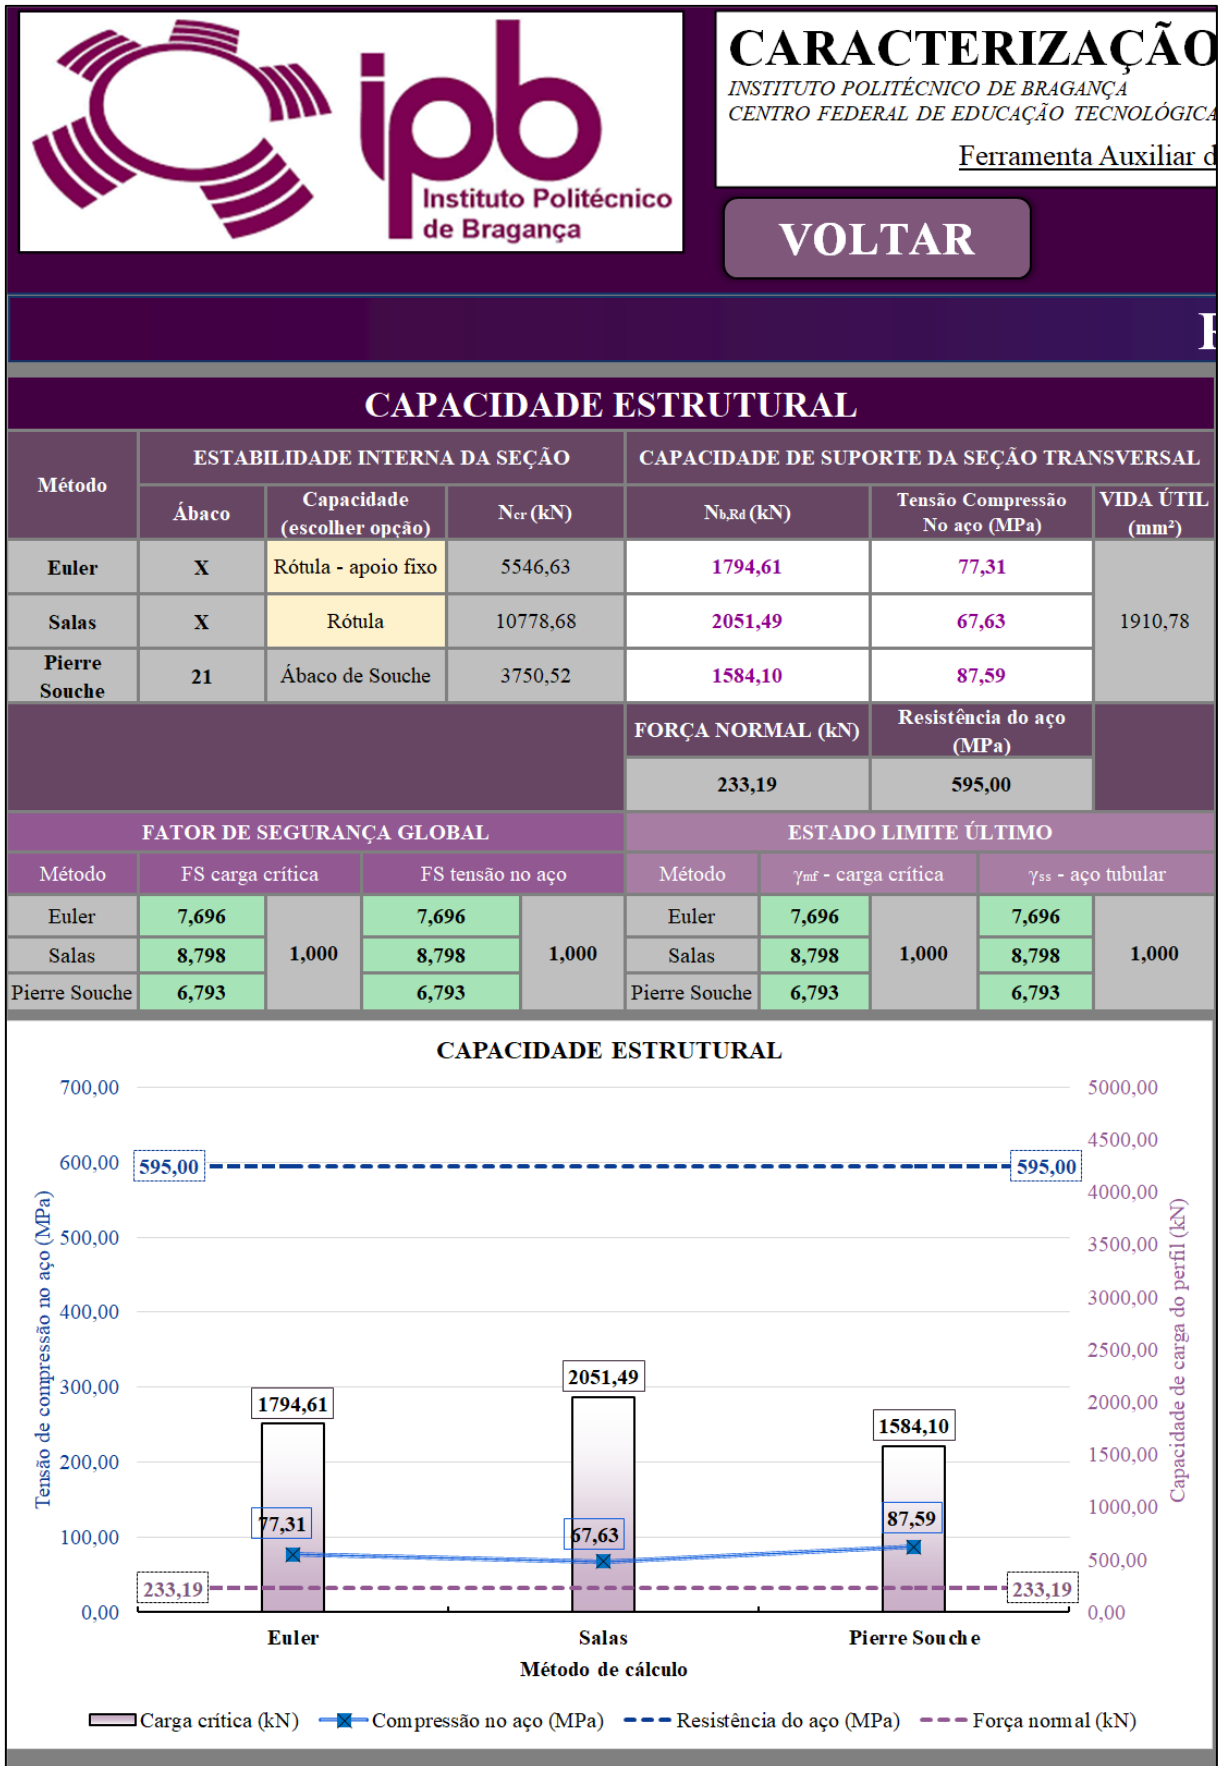 ipb
Instituto Politécnico
de Bragança
CARACTERIZAÇÃO
INSTITUTO POLITÉCNICO DE BRAGANÇA
CENTRO FEDERAL DE EDUCAÇÃO TECNOLÓGICA
Ferramenta Auxiliar d
VOLTAR
CAPACIDADE ESTRUTURAL
Método
ESTABILIDADE INTERNA DA SEÇÃO
CAPACIDADE DE SUPORTE DA SEÇÃO TRANSVERSAL
Ábaco
Capacidade
(escolher opção)
Ncr (kN)
Nb,Rd (kN)
Tensão Compressão
No aço (MPa)
VIDA ÚTIL
(mm²)
Euler X Rótula - apoio fixo 5546,63 1794,61 77,31
Salas X Rótula 10778,68 2051,49 67,63 1910,78
Pierre
Souche
21 Ábaco de Souche 3750,52 1584,10 87,59
FORÇA NORMAL (kN)
Resistência do aço
(MPa)
233,19 595,00
FATOR DE SEGURANÇA GLOBAL
ESTADO LIMITE ÚLTIMO
Método FS carga crítica FS tensão no aço Método γmf - carga crítica γss - aço tubular
Euler 7,696 7,696 Euler 7,696 7,696
Salas 8,798 1,000 8,798 1,000 Salas 8,798 1,000 8,798 1,000
Pierre Souche 6,793 6,793 Pierre Souche 6,793 6,793
CAPACIDADE ESTRUTURAL
Tensão de compressão no aço (MPa)
700,00
600,00
500,00
400,00
300,00
200,00
100,00
0,00
Capacidade de carga do perfil (kN)
5000,00
4500,00
4000,00
3500,00
3000,00
2500,00
2000,00
1500,00
1000,00
500,00
0,00
595,00 595,00
1794,61 2051,49 1584,10
77,31 67,63 87,59
233,19 233,19
Euler Salas Pierre Souche
Método de cálculo
Carga crítica (kN) Compressão no aço (MPa) Resistência do aço (MPa) Força normal (kN)